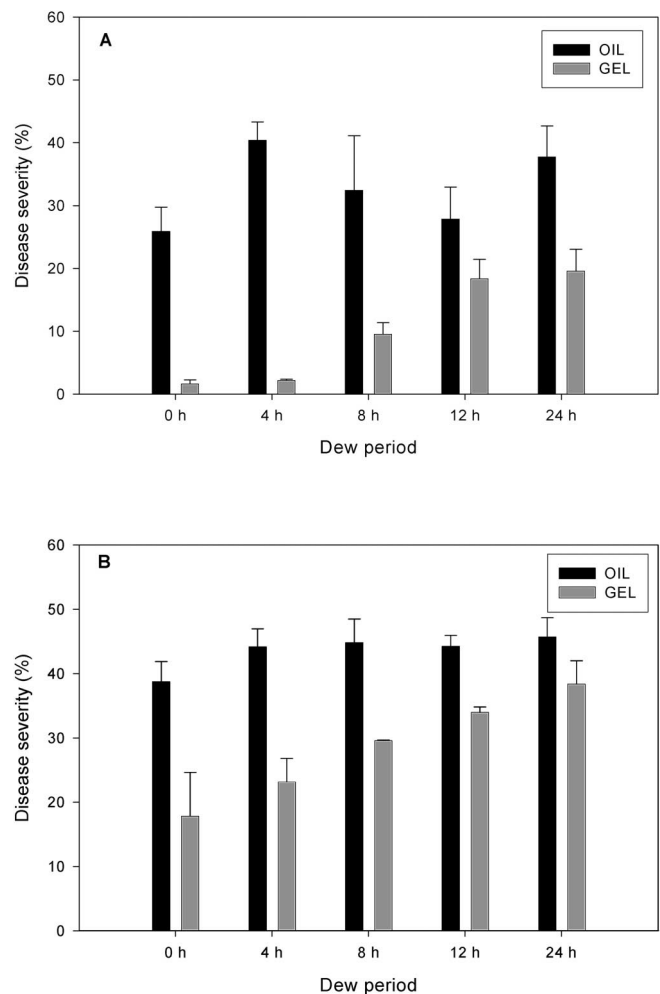 A
OIL
GEL
60
50
40
30
20
10
0
Disease severity (%)
0 h 4 h 8 h 12 h 24 h
Dew period
B
OIL
GEL
60
50
40
30
20
10
0
Disease severity (%)
0 h 4 h 8 h 12 h 24 h
Dew period